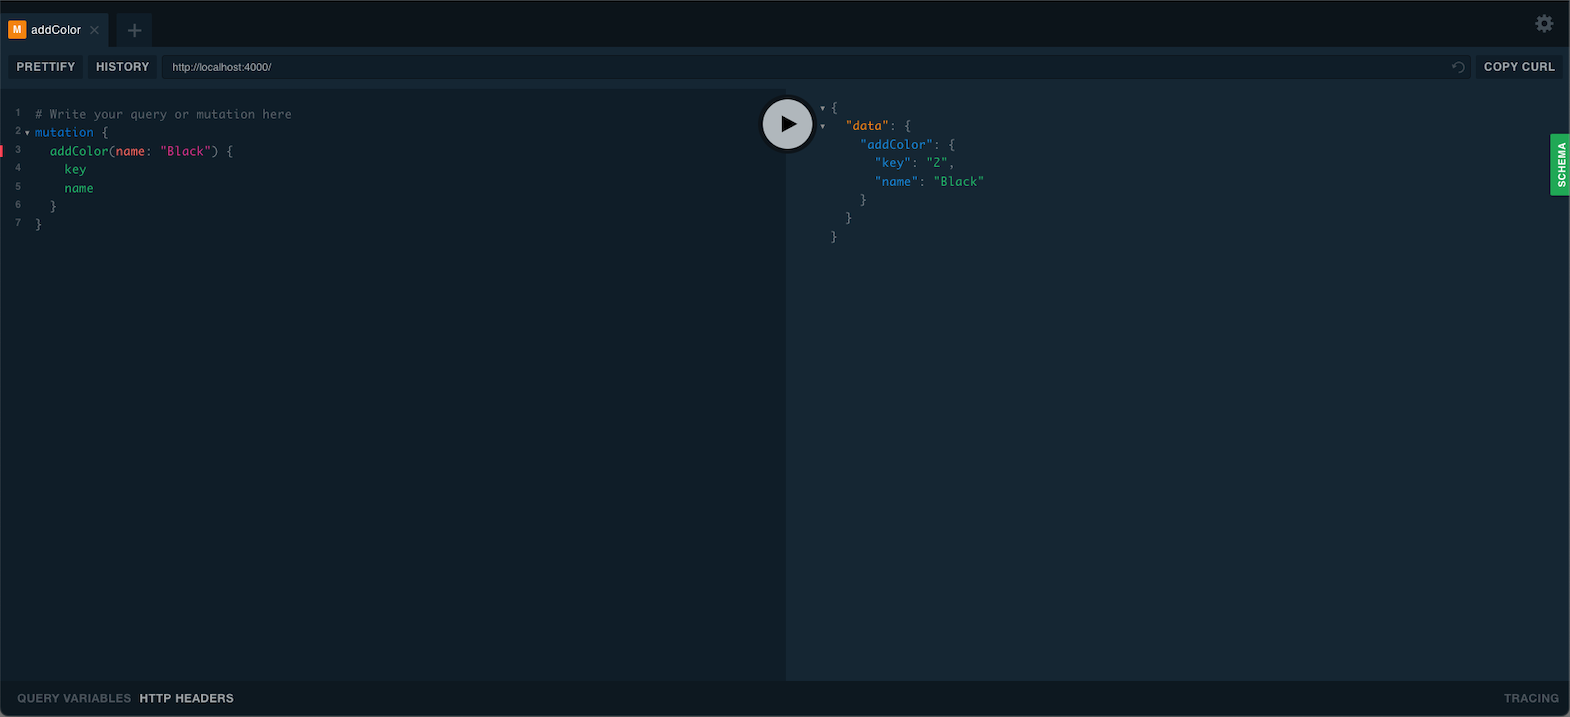 M addColor
PRETTIFY HISTORY http://localhost:4000/ COPY CURL
1 # Write your query or mutation here
2 mutation {
3 addColor(name: "Black") {
4 key
5 name
6 }
7 }
{
"data": {
"addColor": {
"key": "Z",
"name": "Black"
}
}
}
SCHEMA
QUERY VARIABLES HTTP HEADERS
TRACING